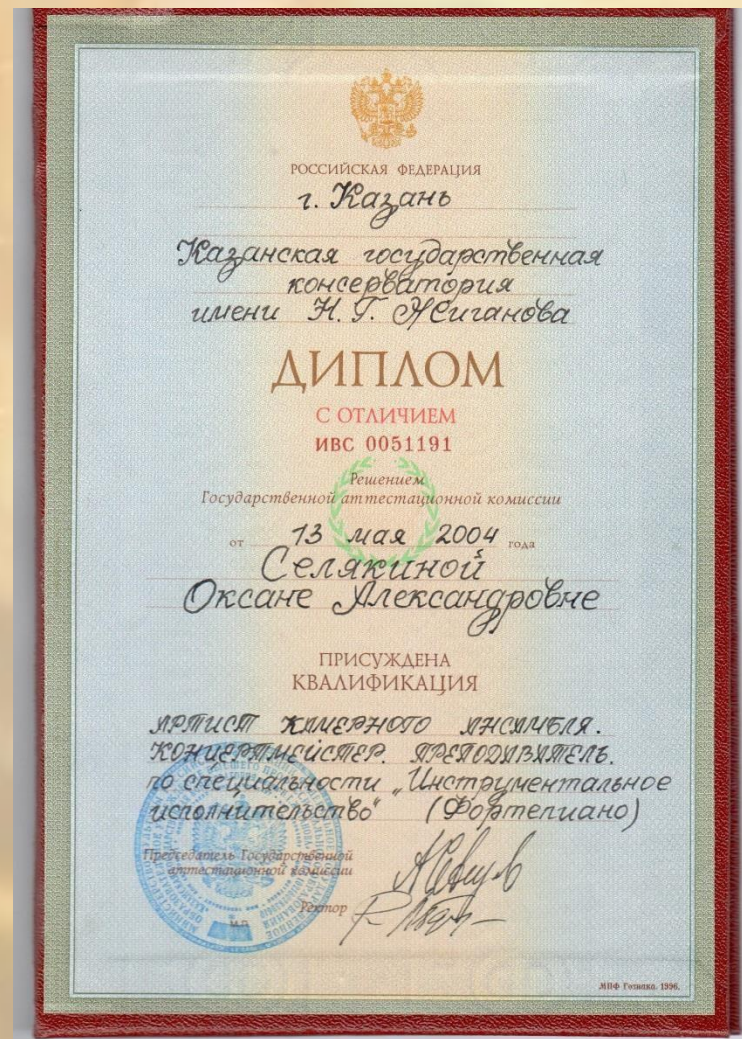 РОССИЙСКАЯ ФЕДЕРАЦИЯ
г. Казань
Казанская государственная
консерватория
имени Н. Г. Жиганова
ДИПЛОМ
С ОТЛИЧИЕМ
ИВС 0051191
Решением
Государственной аттестационной комиссии
от 13 мая 2004 года
Селякиной
Оксане Александровне
ПРИСУЖДЕНА
КВАЛИФИКАЦИЯ
АРТИСТ КАМЕРНОГО АНСАМБЛЯ.
КОНЦЕРТМЕЙСТЕР. ПРЕПОДАВАТЕЛЬ.
по специальности „Инструментальное
исполнительство" (Фортепиано)
Председатель Государственной
аттестационной комиссии
Ректор
М.П.
МПФ Гознака. 1996.